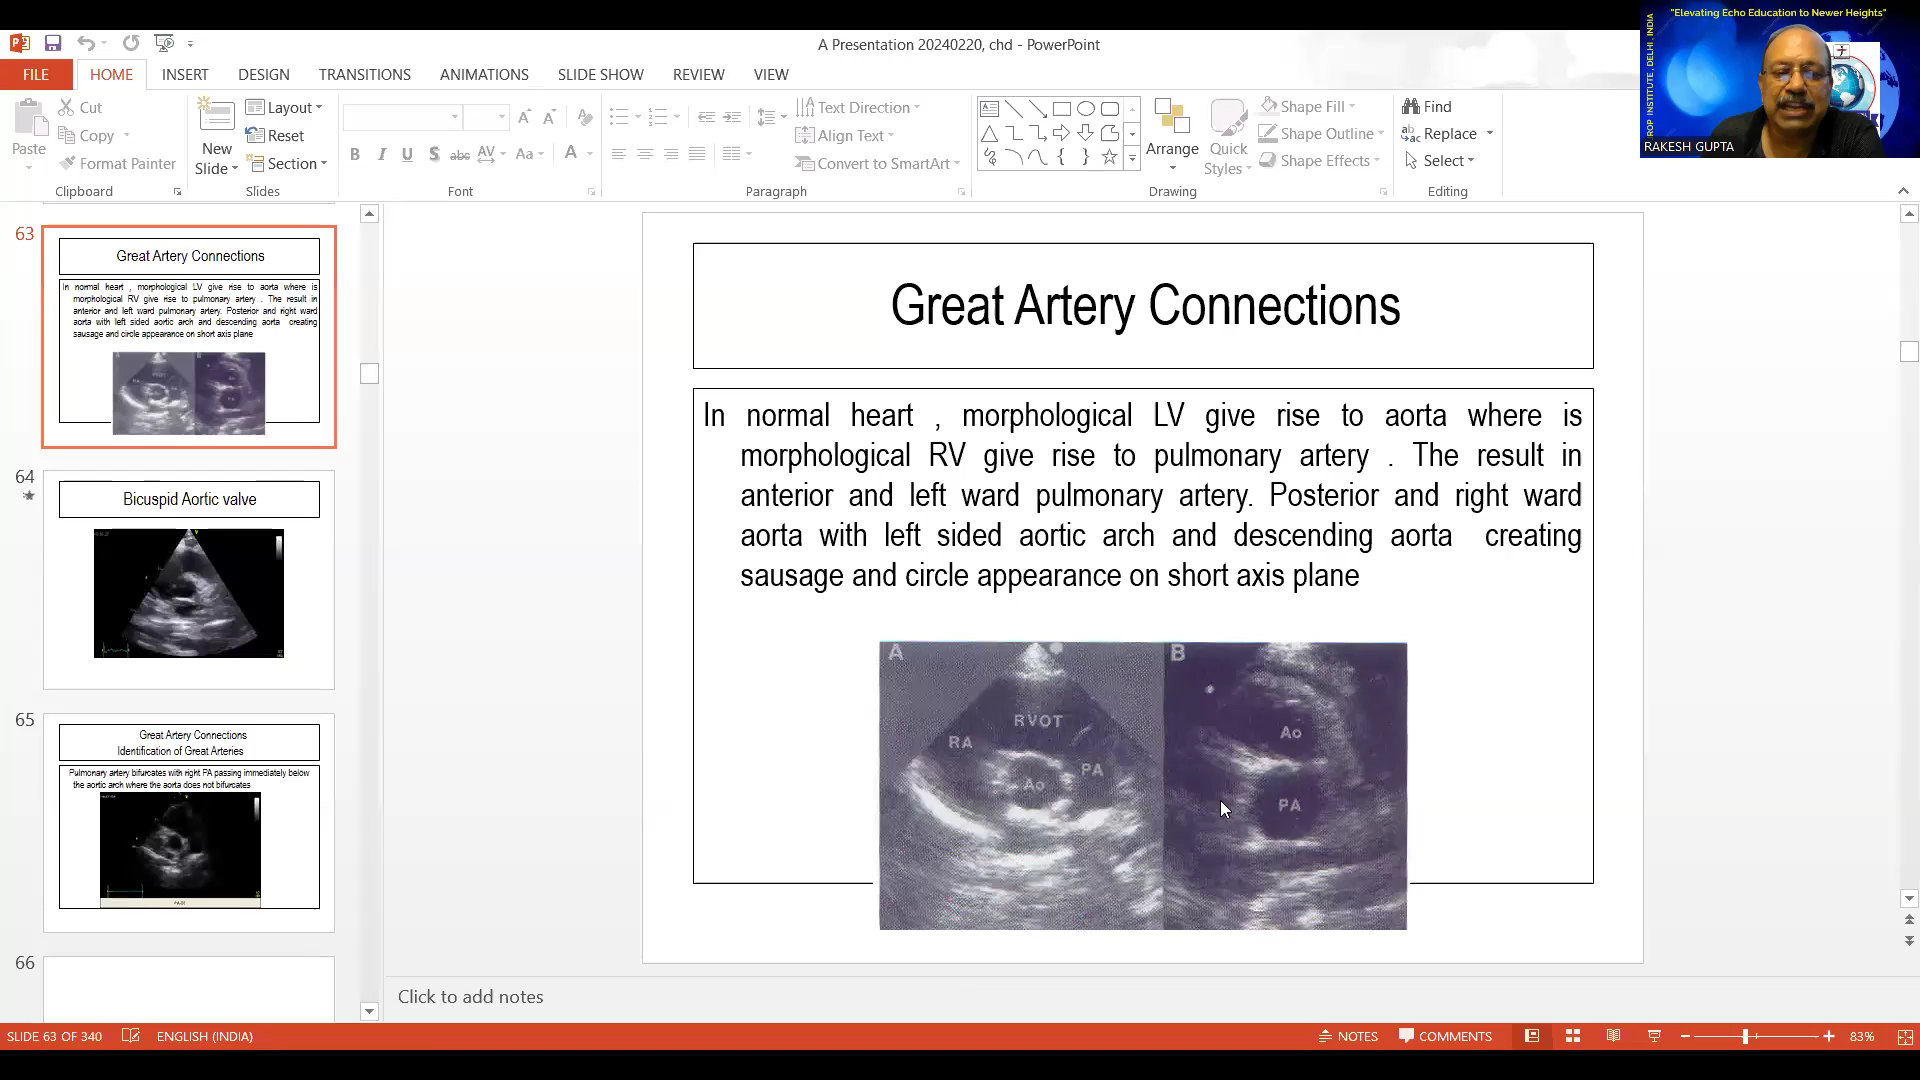 "Elevating Echo Education to Newer Heights"
ROP INSTITUTE, DELHI, INDIA
RAKESH GUPTA
A Presentation 20240220, chd - PowerPoint
FILE
HOME
INSERT
DESIGN
TRANSITIONS
ANIMATIONS
SLIDE SHOW
REVIEW
VIEW
Paste
Cut
Copy
Format Painter
Clipboard
New
Slide
Layout
Reset
Section
Slides
B I U S abc AV Aa A
Font
Text Direction
Align Text
Convert to SmartArt
Paragraph
Arrange
Quick
Styles
Shape Fill
Shape Outline
Shape Effects
Drawing
Find
Replace
Select
Editing
63
Great Artery Connections
In normal heart , morphological LV give rise to aorta where is
morphological RV give rise to pulmonary artery . The result in
anterior and left ward pulmonary artery. Posterior and right ward
aorta with left sided aortic arch and descending aorta creating
sausage and circle appearance on short axis plane
64
Bicuspid Aortic valve
65
Great Artery Connections
Identification of Great Arteries
Pulmonary artery bifurcates with right PA passing immediately below
the aortic arch where the aorta does not bifurcates
66
Great Artery Connections
In normal heart , morphological LV give rise to aorta where is
morphological RV give rise to pulmonary artery . The result in
anterior and left ward pulmonary artery. Posterior and right ward
aorta with left sided aortic arch and descending aorta creating
sausage and circle appearance on short axis plane
A
RVOT
RA
PA
Ao
B
Ao
PA
Click to add notes
SLIDE 63 OF 340
ENGLISH (INDIA)
NOTES
COMMENTS
83%